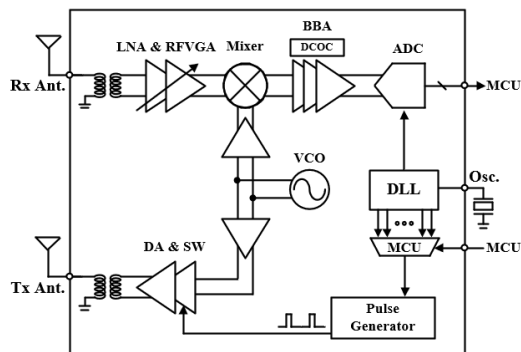 LNA & RFVGA
Mixer
BBA
DCOC
ADC
Rx Ant.
MCU
VCO
DLL
Osc.
DA & SW
MCU
MCU
Tx Ant.
Pulse
Generator